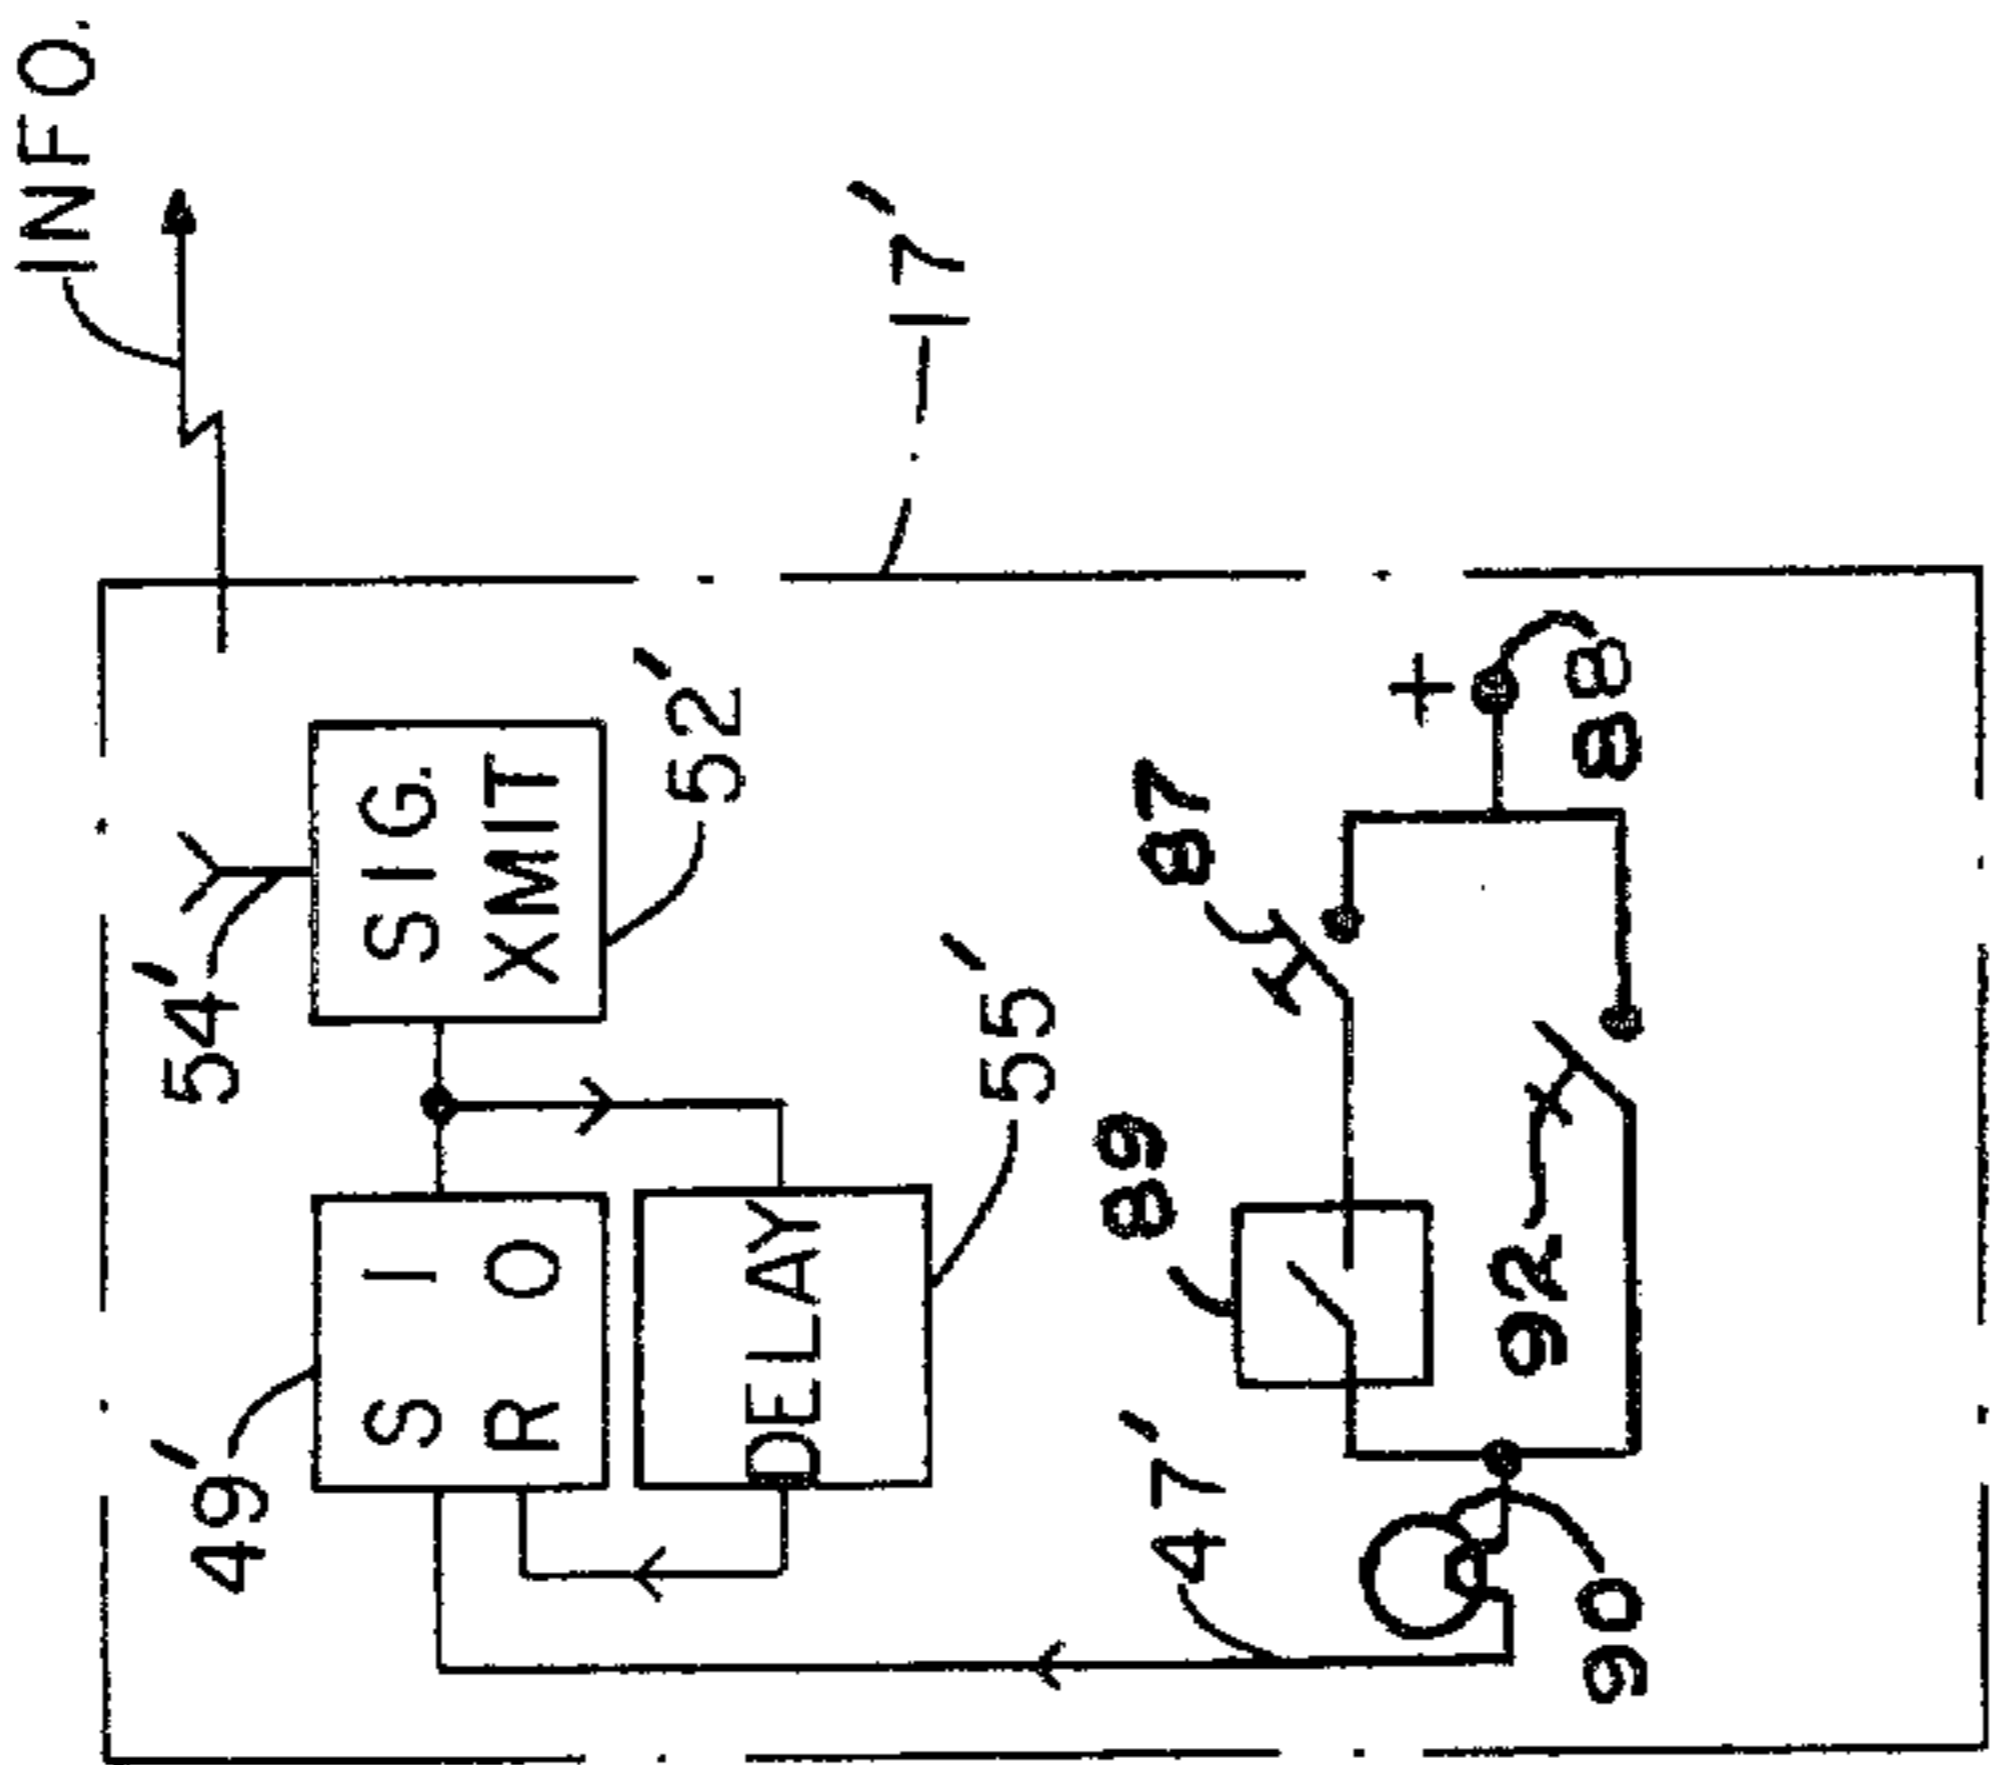 INFO.
17'
54'
SIG.
XMIT
52'
49'
S I
R O
DELAY
55'
87
+
88
89
92
47'
90